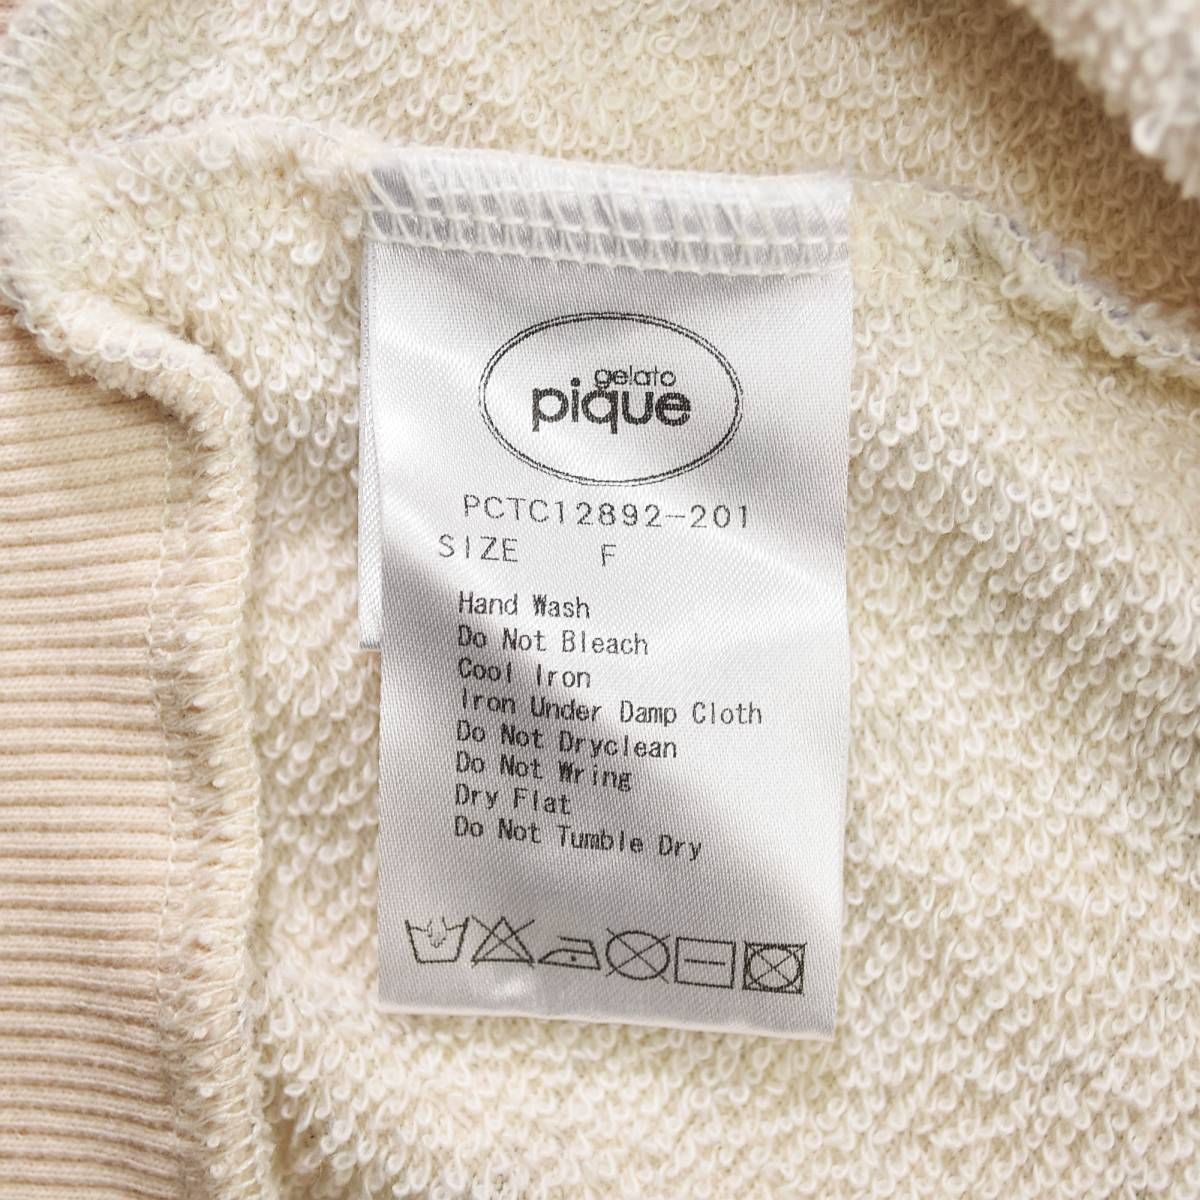 gelato
pique
PCTC12892-201
SIZE F
Hand Wash
Do Not Bleach
Cool Iron
Iron Under Damp Cloth
Do Not Dryclean
Do Not Wring
Dry Flat
Do Not Tumble Dry